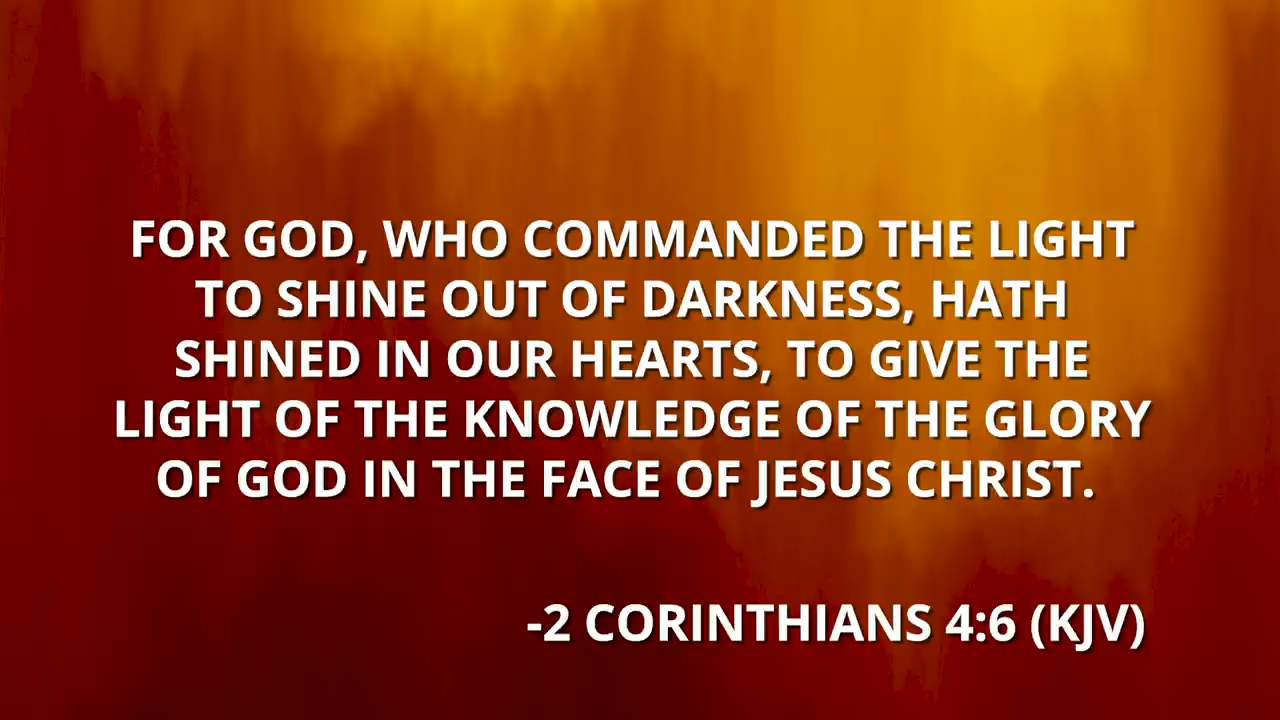 FOR GOD, WHO COMMANDED THE LIGHT
TO SHINE OUT OF DARKNESS, HATH
SHINED IN OUR HEARTS, TO GIVE THE
LIGHT OF THE KNOWLEDGE OF THE GLORY
OF GOD IN THE FACE OF JESUS CHRIST.
-2 CORINTHIANS 4:6 (KJV)